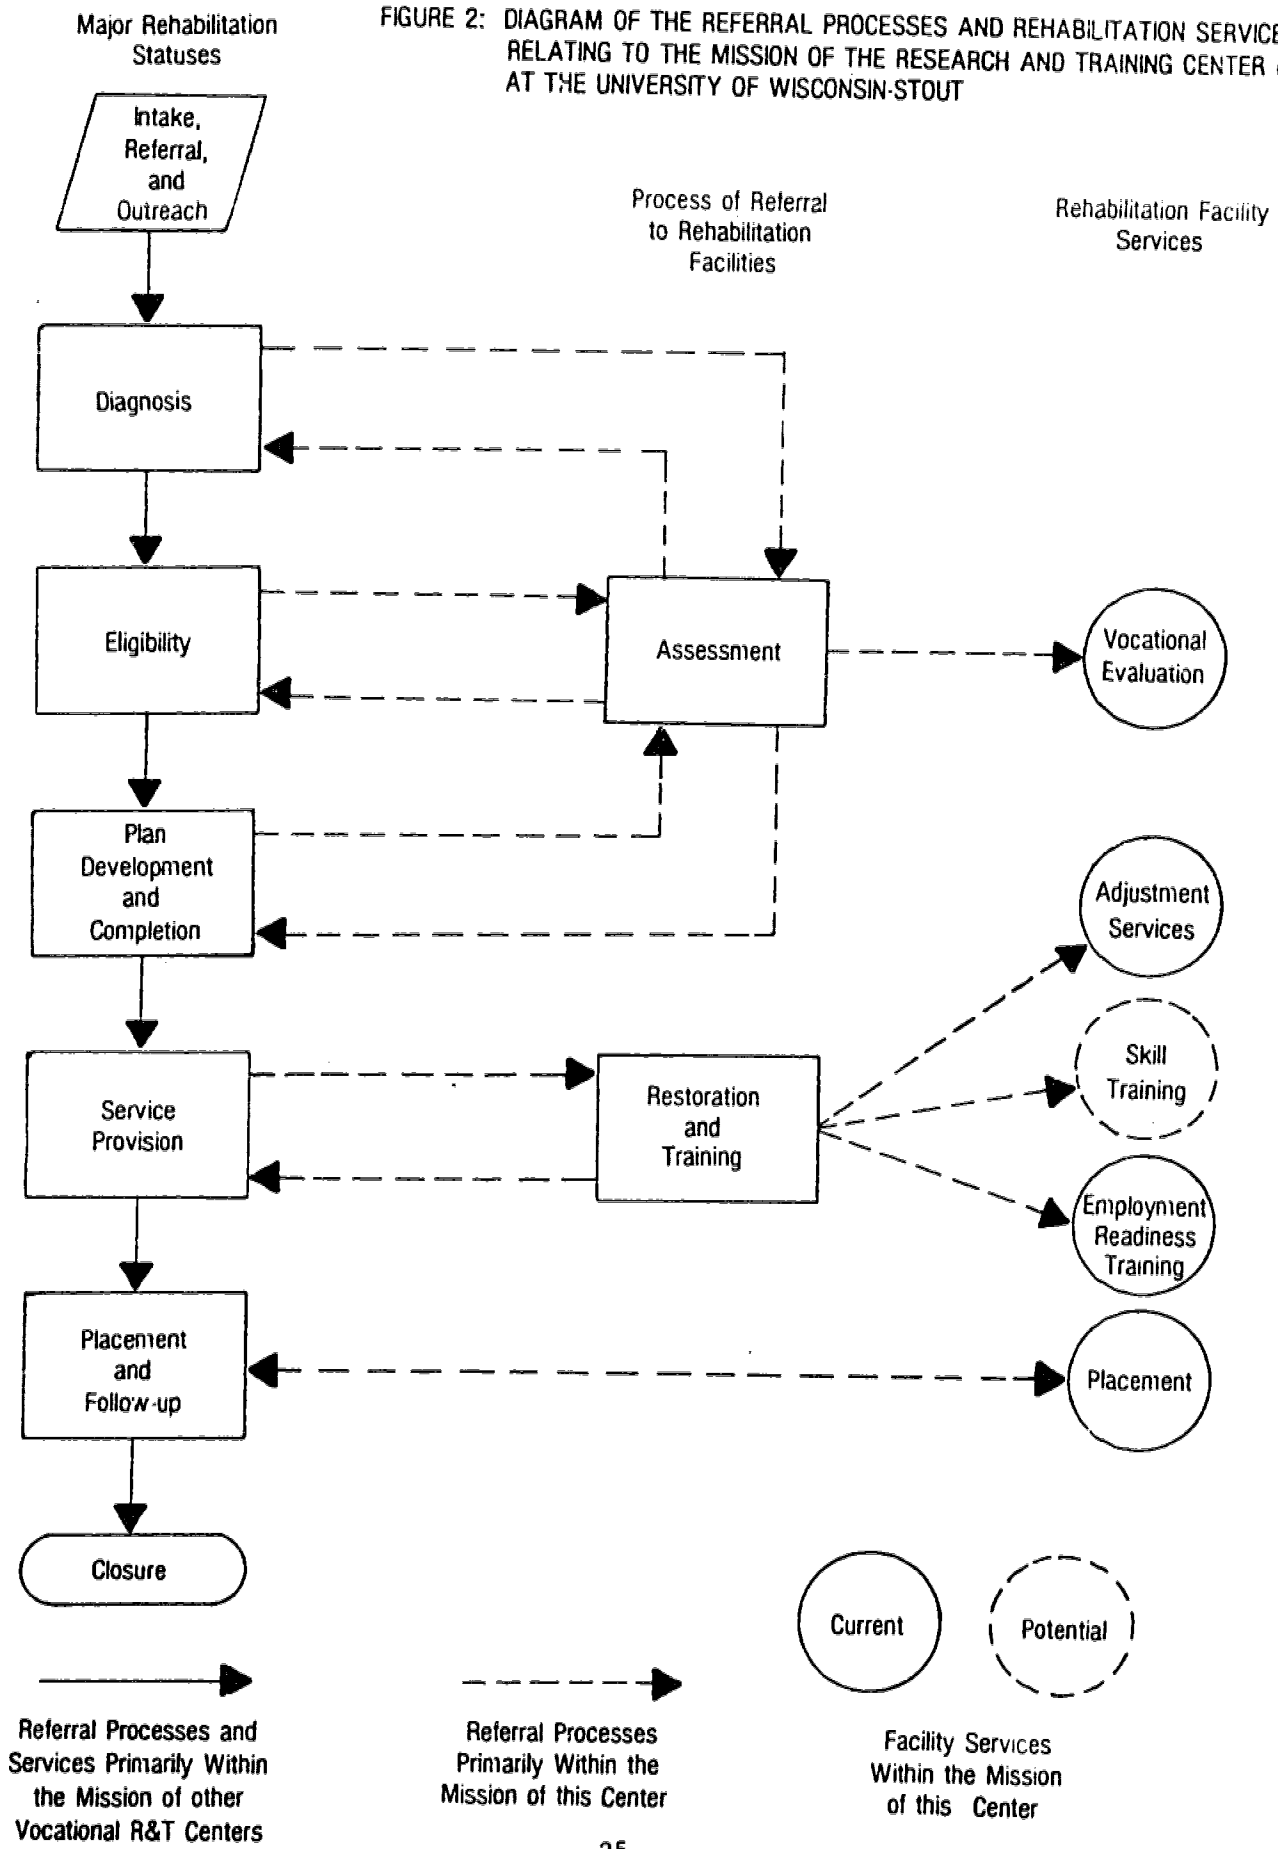 Major Rehabilitation
Statuses
FIGURE 2: DIAGRAM OF THE REFERRAL PROCESSES AND REHABILITATION SERVICE
RELATING TO THE MISSION OF THE RESEARCH AND TRAINING CENTER
AT THE UNIVERSITY OF WISCONSIN-STOUT
Intake,
Referral,
and
Outreach
Process of Referral
to Rehabilitation
Facilities
Rehabilitation Facility
Services
Diagnosis
Eligibility
Assessment
Vocational
Evaluation
Plan
Development
and
Completion
Adjustment
Services
Skill
Training
Service
Provision
Restoration
and
Training
Employment
Readiness
Training
Placement
and
Follow-up
Placement
Closure
Current
Potential
Referral Processes and
Services Primarily Within
the Mission of other
Vocational R&T Centers
Referral Processes
Primarily Within the
Mission of this Center
Facility Services
Within the Mission
of this Center